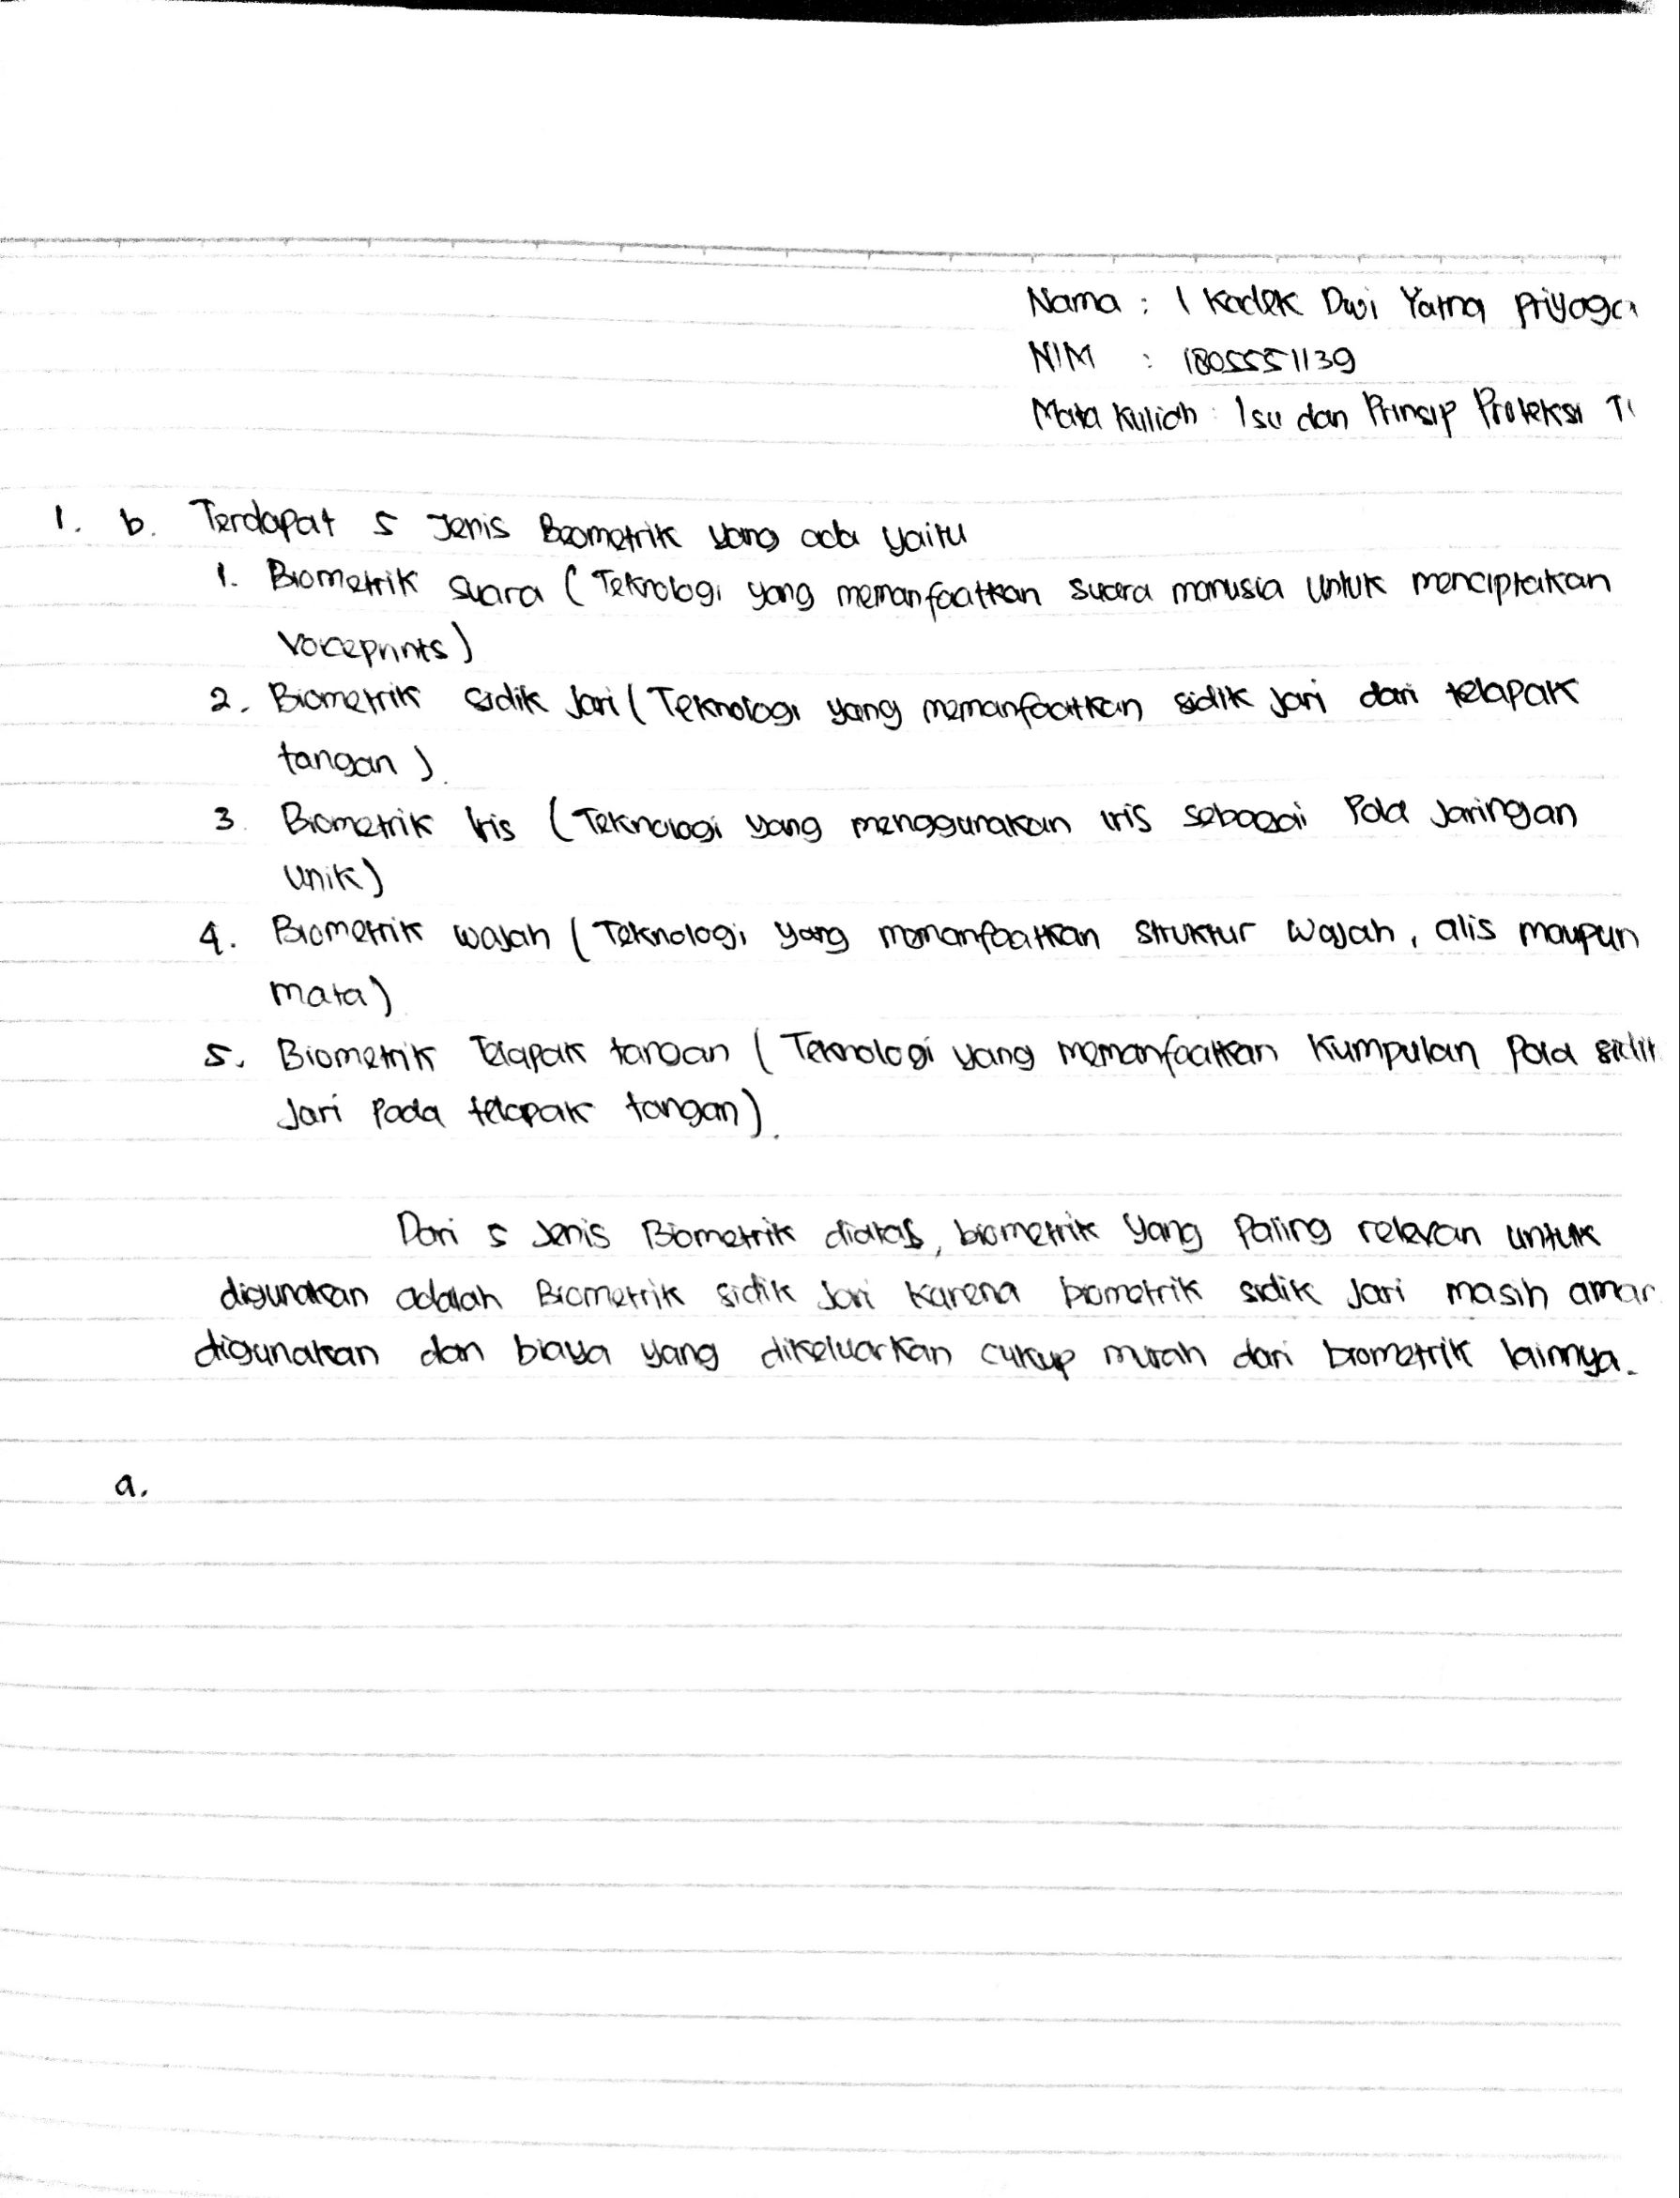 Nama : I Kadek Dwi Yatna Priyoga
NIM : 1805551139
Mata Kuliah : Isu dan Prinsip Proteksi TI
1. b. Terdapat 5 Jenis Beometrik yang ada yaitu
1. Biometrik suara (Teknologi yang memanfaatkan suara manusia untuk menciptakan
Voiceprints)
2. Biometrik sidik Jari (Teknologi yang memanfaatkan sidik jari dari telapak
tangan).
3. Biometrik Iris (Teknologi yang menggunakan iris sebagai Pola Jaringan
Unik)
4. Biometrik wajah (Teknologi yang memanfaatkan struktur wajah, alis maupun
mata)
5. Biometrik Telapak tangan (Teknologi yang memanfaatkan Kumpulan Pola sidik
Jari Pada telapak tangan).
Dari 5 Jenis Biometrik diatas, biometrik yang Paling relevan untuk
digunakan adalah Biometrik sidik Jari Karena biometrik sidik Jari masih aman
digunakan dan biaya yang dikeluarkan cukup murah dari biometrik lainnya.
a.